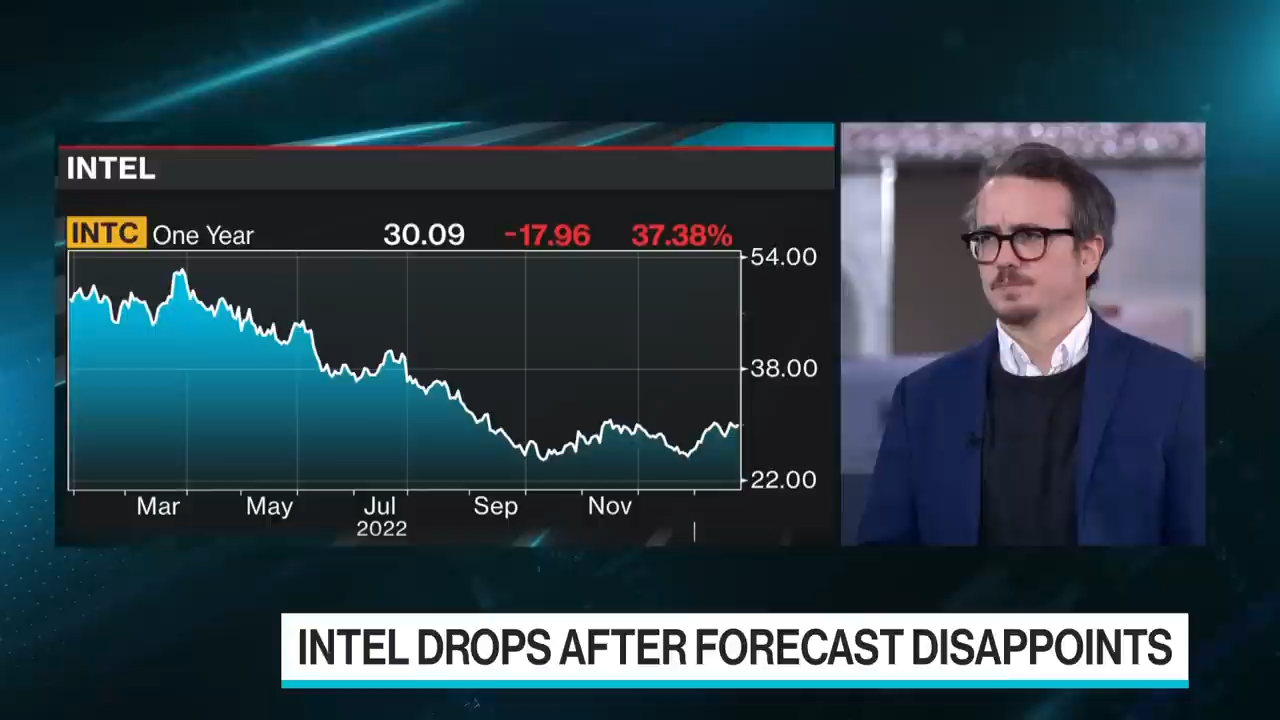 INTEL
INTC One Year 30.09 -17.96 37.38%
54.00
38.00
22.00
Mar May Jul Sep Nov
2022
INTEL DROPS AFTER FORECAST DISAPPOINTS